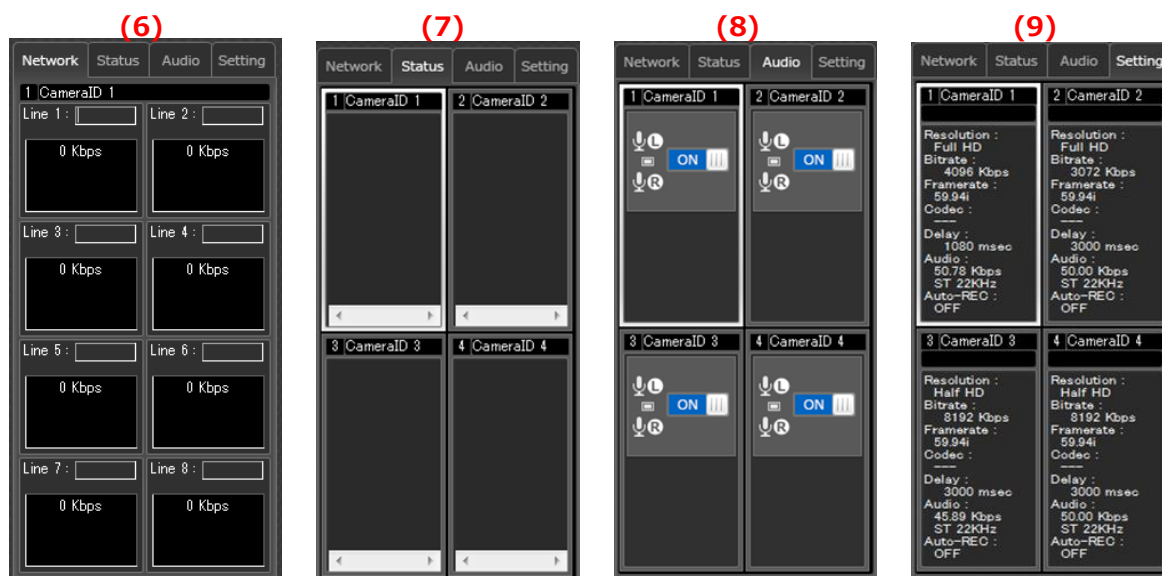 (6)
Network Status Audio Setting
1 CameraID 1
Line 1 : Line 2 :
0 Kbps 0 Kbps
Line 3 : Line 4 :
0 Kbps 0 Kbps
Line 5 : Line 6 :
0 Kbps 0 Kbps
Line 7 : Line 8 :
0 Kbps 0 Kbps
(7)
Network Status Audio Setting
1 CameraID 1 2 CameraID 2
3 CameraID 3 4 CameraID 4
(8)
Network Status Audio Setting
1 CameraID 1 2 CameraID 2
L L
ON ON
R R
3 CameraID 3 4 CameraID 4
L L
ON ON
R R
(9)
Network Status Audio Setting
1 CameraID 1
Resolution :
Full HD
Bitrate :
4096 Kbps
Framerate :
59.94i
Codec :
---
Delay :
1080 msec
Audio :
50.78 Kbps
ST 22KHz
Auto-REC :
OFF
2 CameraID 2
Resolution :
Full HD
Bitrate :
3072 Kbps
Framerate :
59.94i
Codec :
---
Delay :
3000 msec
Audio :
50.00 Kbps
ST 22KHz
Auto-REC :
OFF
3 CameraID 3
Resolution :
Half HD
Bitrate :
8192 Kbps
Framerate :
59.94i
Codec :
---
Delay :
3000 msec
Audio :
45.89 Kbps
ST 22KHz
Auto-REC :
OFF
4 CameraID 4
Resolution :
Half HD
Bitrate :
8192 Kbps
Framerate :
59.94i
Codec :
---
Delay :
3000 msec
Audio :
50.00 Kbps
ST 22KHz
Auto-REC :
OFF